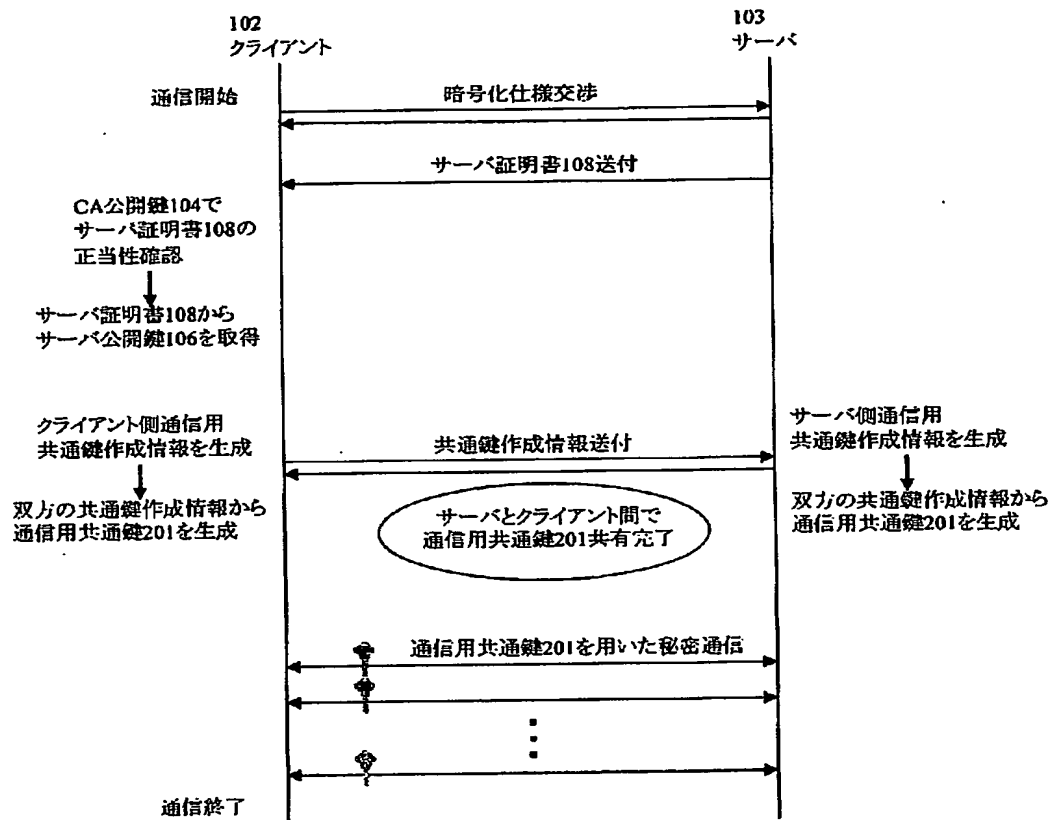 102
クライアント
103
サーバ
通信開始
暗号化仕様交渉
サーバ証明書108送付
CA公開鍵104で
サーバ証明書108の
正当性確認
サーバ証明書108から
サーバ公開鍵106を取得
クライアント側通信用
共通鍵作成情報を生成
共通鍵作成情報送付
サーバ側通信用
共通鍵作成情報を生成
双方の共通鍵作成情報から
通信用共通鍵201を生成
サーバとクライアント間で
通信用共通鍵201共有完了
双方の共通鍵作成情報から
通信用共通鍵201を生成
通信用共通鍵201を用いた秘密通信
通信終了